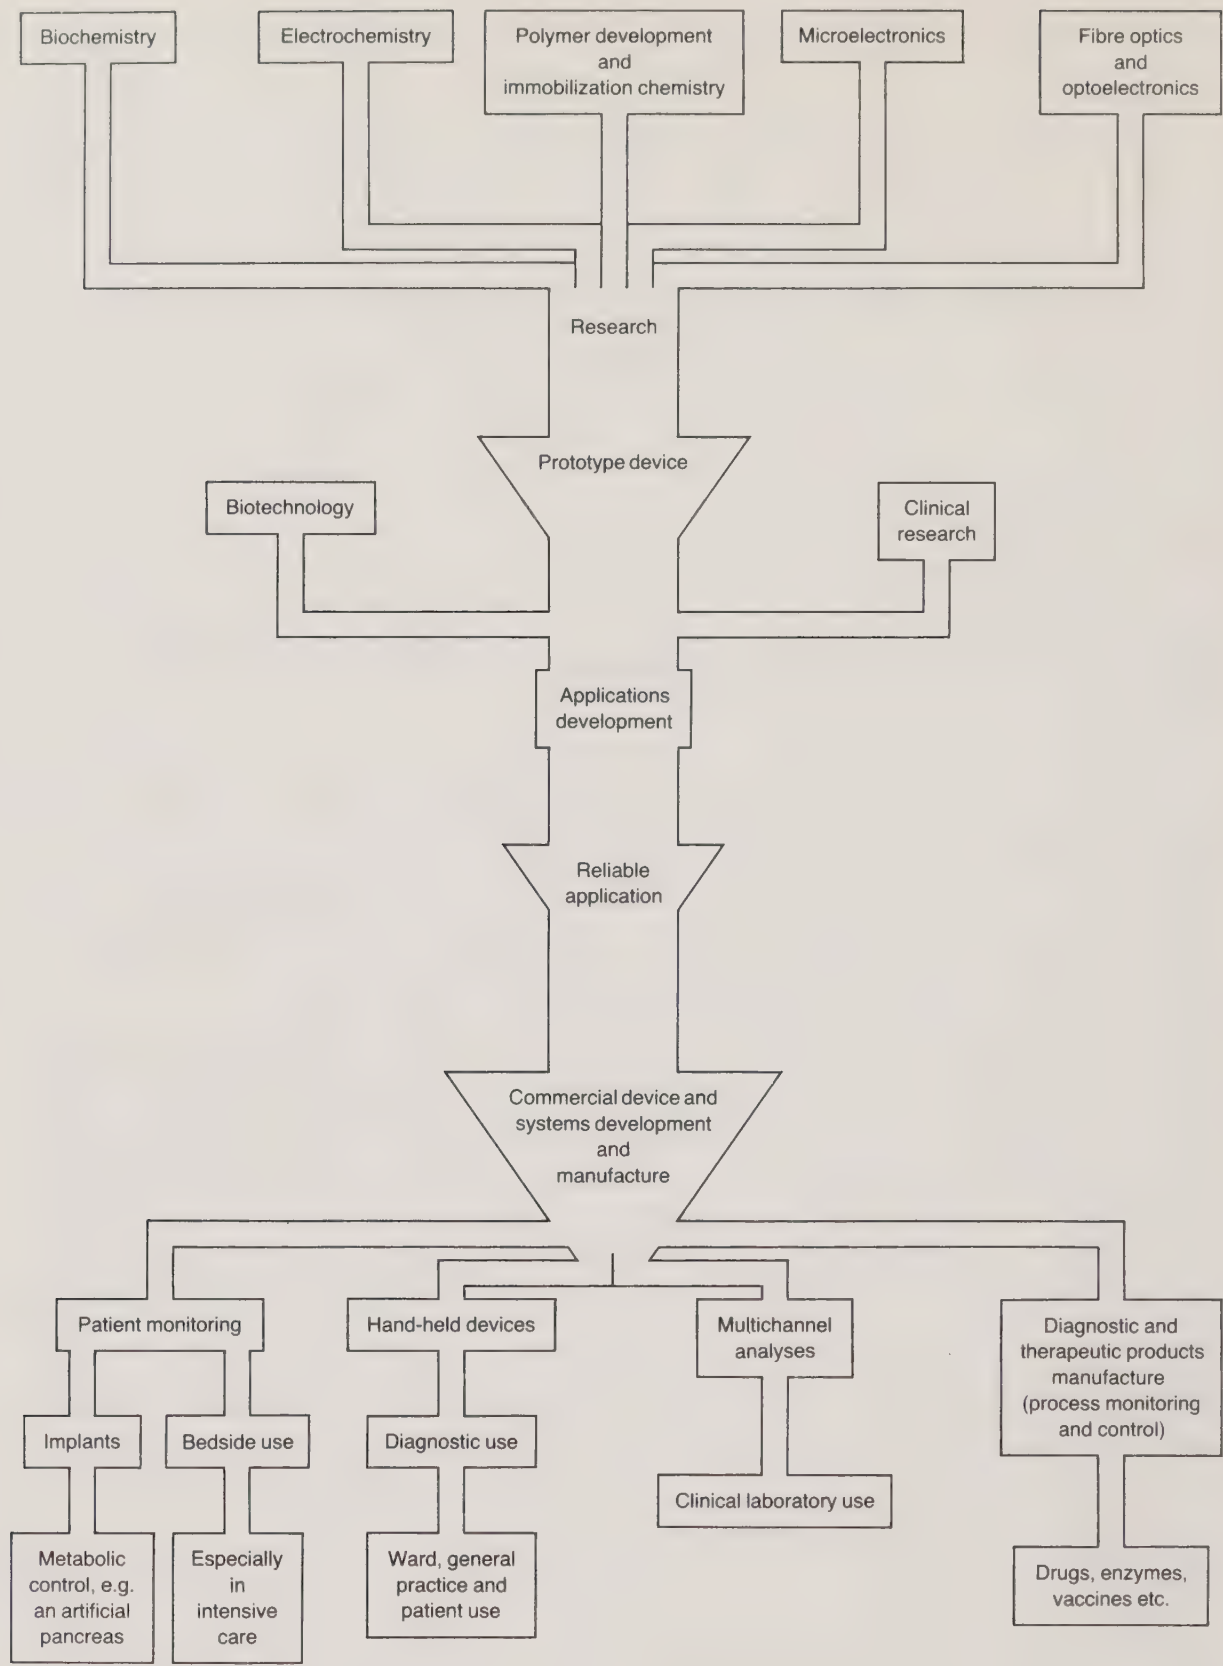 Biochemistry
Electrochemistry
Polymer development
and
immobilization chemistry
Microelectronics
Fibre optics
and
optoelectronics
Research
Prototype device
Biotechnology
Clinical
research
Applications
development
Reliable
application
Commercial device and
systems development
and
manufacture
Patient monitoring
Hand-held devices
Multichannel
analyses
Diagnostic and
therapeutic products
manufacture
(process monitoring
and control)
Implants
Bedside use
Diagnostic use
Clinical laboratory use
Metabolic
control, e.g.
an artificial
pancreas
Especially
in
intensive
care
Ward, general
practice and
patient use
Drugs, enzymes,
vaccines etc.